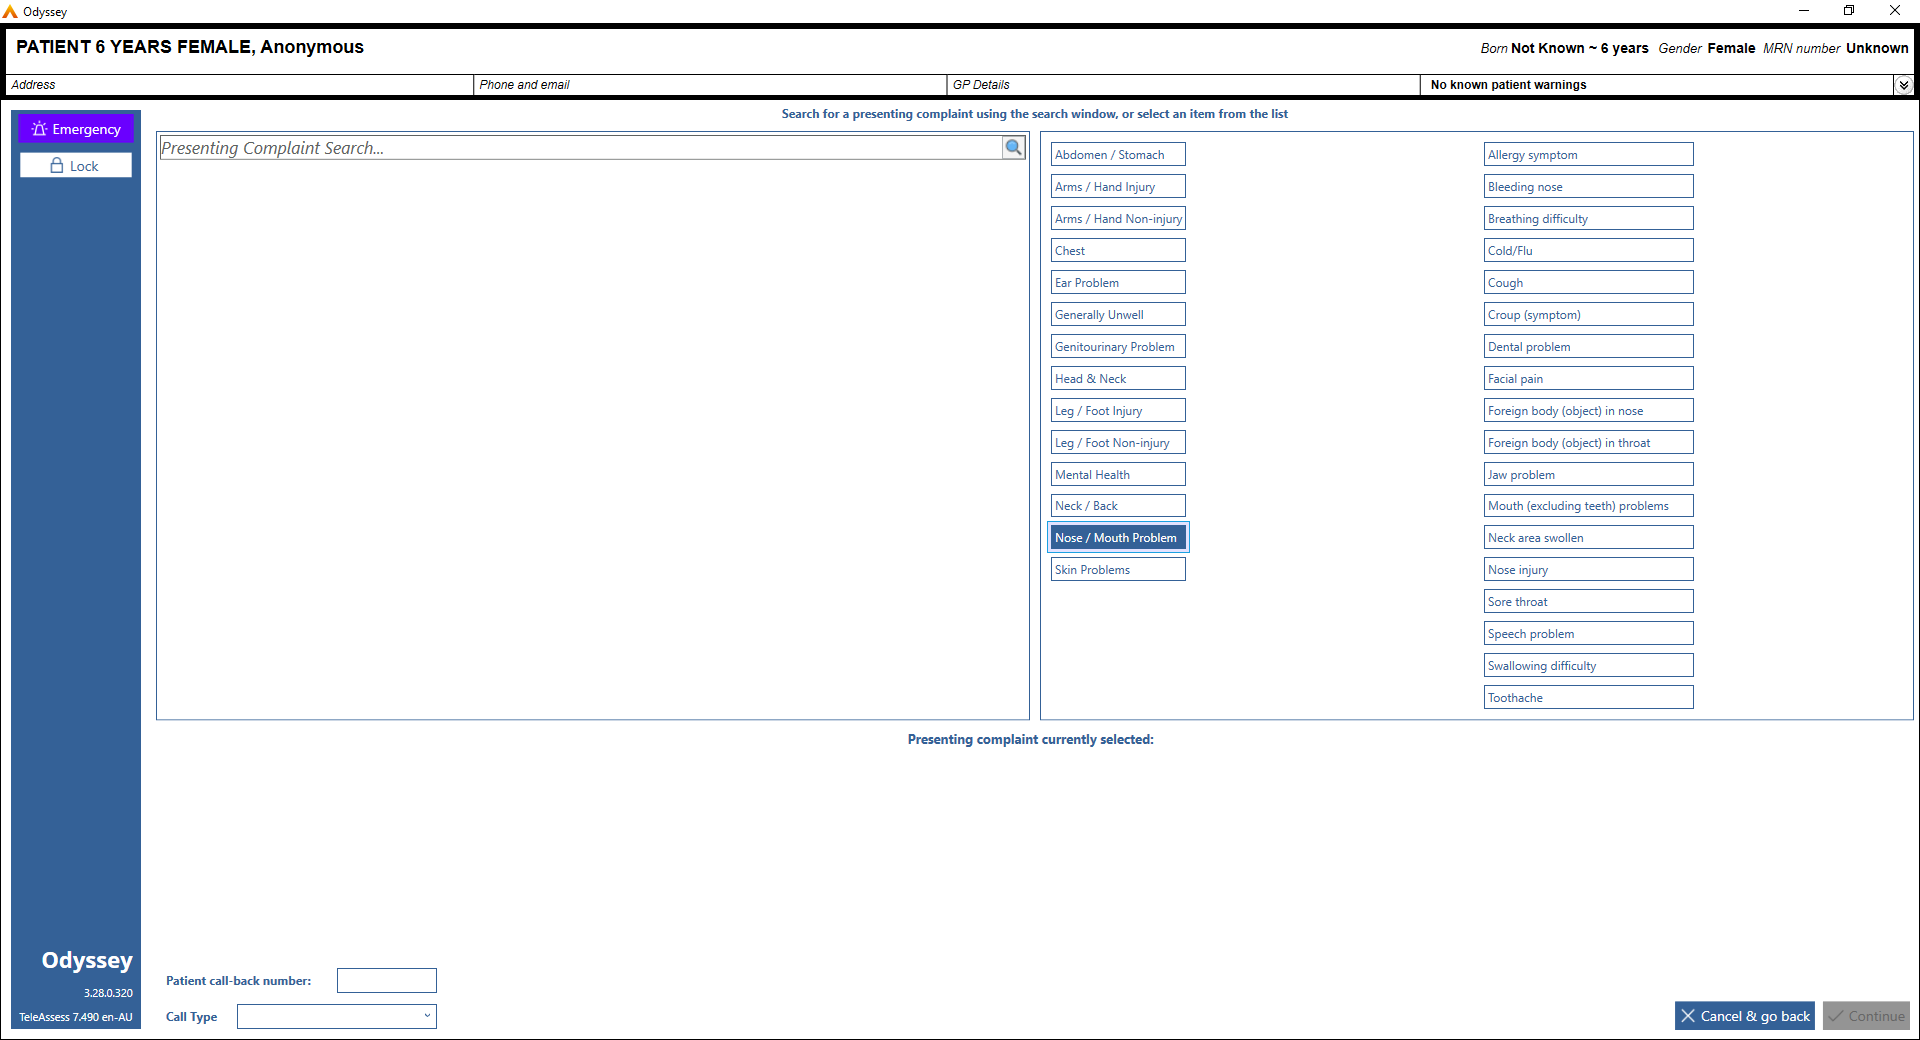 Odyssey
PATIENT 6 YEARS FEMALE, Anonymous
Born Not Known ~ 6 years Gender Female MRN number Unknown
Address
Phone and email
GP Details
No known patient warnings
Emergency
Lock
Search for a presenting complaint using the search window, or select an item from the list
Presenting Complaint Search...
Abdomen / Stomach
Arms / Hand Injury
Arms / Hand Non-injury
Chest
Ear Problem
Generally Unwell
Genitourinary Problem
Head & Neck
Leg / Foot Injury
Leg / Foot Non-injury
Mental Health
Neck / Back
Nose / Mouth Problem
Skin Problems
Allergy symptom
Bleeding nose
Breathing difficulty
Cold/Flu
Cough
Croup (symptom)
Dental problem
Facial pain
Foreign body (object) in nose
Foreign body (object) in throat
Jaw problem
Mouth (excluding teeth) problems
Neck area swollen
Nose injury
Sore throat
Speech problem
Swallowing difficulty
Toothache
Presenting complaint currently selected:
Odyssey
3.28.0.320
TeleAssess 7.490 en-AU
Patient call-back number:
Call Type
Cancel & go back
Continue